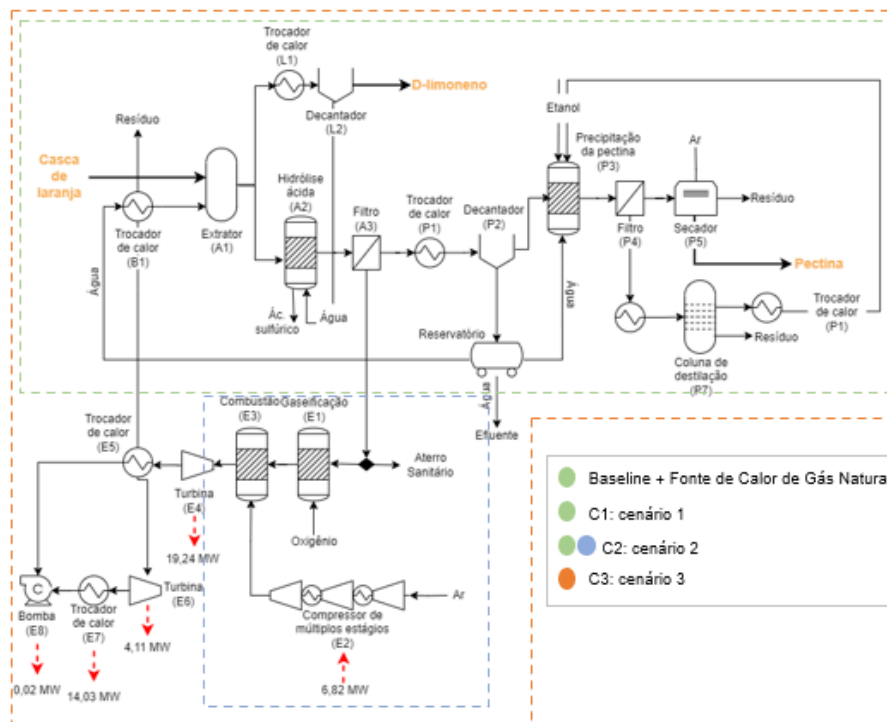 Trocador
de calor
(L1)
D-limoneno
Decantador
(L2)
Resíduo
Casca
de
laranja
Trocador
de calor
(B1)
Extrator
(A1)
Hidrólise
ácida
(A2)
Filtro
(A3)
Trocador
de calor
(P1)
Decantador
(P2)
Etanol
Precipitação
da pectina
(P3)
Ar
Filtro
(P4)
Secador
(P5)
Resíduo
Pectina
Água
Ác.
sulfúrico
Água
Reservatório
Água
Trocador
de calor
(P1)
Resíduo
Coluna de
destilação
(P7)
Água
Efluente
Trocador
de calor
(E5)
Combustão
(E3)
Gaseificação
(E1)
Aterro
Sanitário
Turbina
(E4)
Oxigênio
19,24 MW
Bomba
(E8)
Trocador
de calor
(E7)
Turbina
(E6)
Ar
Compressor de
múltiplos estágios
(E2)
4,11 MW
0,02 MW
14,03 MW
6,82 MW
Baseline + Fonte de Calor de Gás Natura
C1: cenário 1
C2: cenário 2
C3: cenário 3